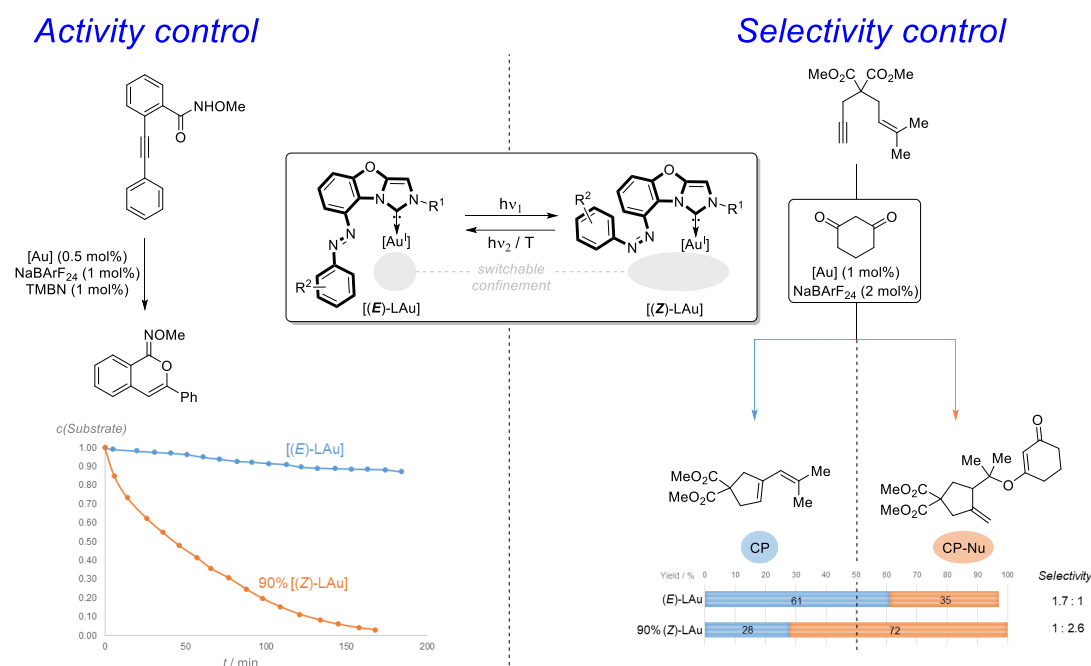 Activity control
Selectivity control
NHOMe
O
[Au] (0.5 mol%)
NaBArF24 (1 mol%)
TMBN (1 mol%)
NOMe
O
Ph
O
N
N
R1
N
N
[AuI]
R2
[(E)-LAu]
hν1
hν2 / T
switchable
confinement
O
N
N
R1
R2
N
N
[AuI]
[(Z)-LAu]
MeO2C
CO2Me
Me
Me
O
O
[Au] (1 mol%)
NaBArF24 (2 mol%)
c(Substrate)
1.00
0.90
0.80
0.70
0.60
0.50
0.40
0.30
0.20
0.10
0.00
[(E)-LAu]
90% [(Z)-LAu]
0
50
100
150
200
t / min
MeO2C
MeO2C
Me
Me
CP
O
Me
Me
O
MeO2C
MeO2C
CP-Nu
Yield / %
0
10
20
30
40
50
60
70
80
90
100
Selectivity
(E)-LAu
61
35
1.7 : 1
90% (Z)-LAu
28
72
1 : 2.6